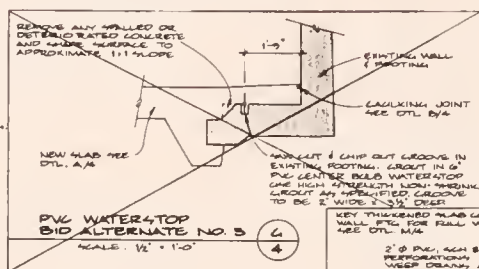 REMOVE ANY SPALLED OR
DETERIORATED CONCRETE
AND SHAPE SURFACE TO
APPROXIMATE 1:1 SLOPE
1'-9"
EXISTING WALL
& FOOTING
CAULKING JOINT
SEE DTL B/4
NEW SLAB SEE
DTL. A/4
SAWCUT & CHIP OUT GROOVE IN
EXISTING FOOTING. GROUT IN 6"
PVC CENTER BULB WATERSTOP
USE HIGH STRENGTH NON-SHRINK
GROUT AS SPECIFIED. GROOVE
TO BE 2" WIDE x 3½" DEEP
PVC WATERSTOP
BID ALTERNATE NO. 3
SCALE: 1/2" = 1'-0"
G
4
KEY THICKENED SLAB
WALL FTG FOR FULL
SEE DTL M/4
2" Ø PVC, SCH
PERFORATIONS
WEEP DRAINS